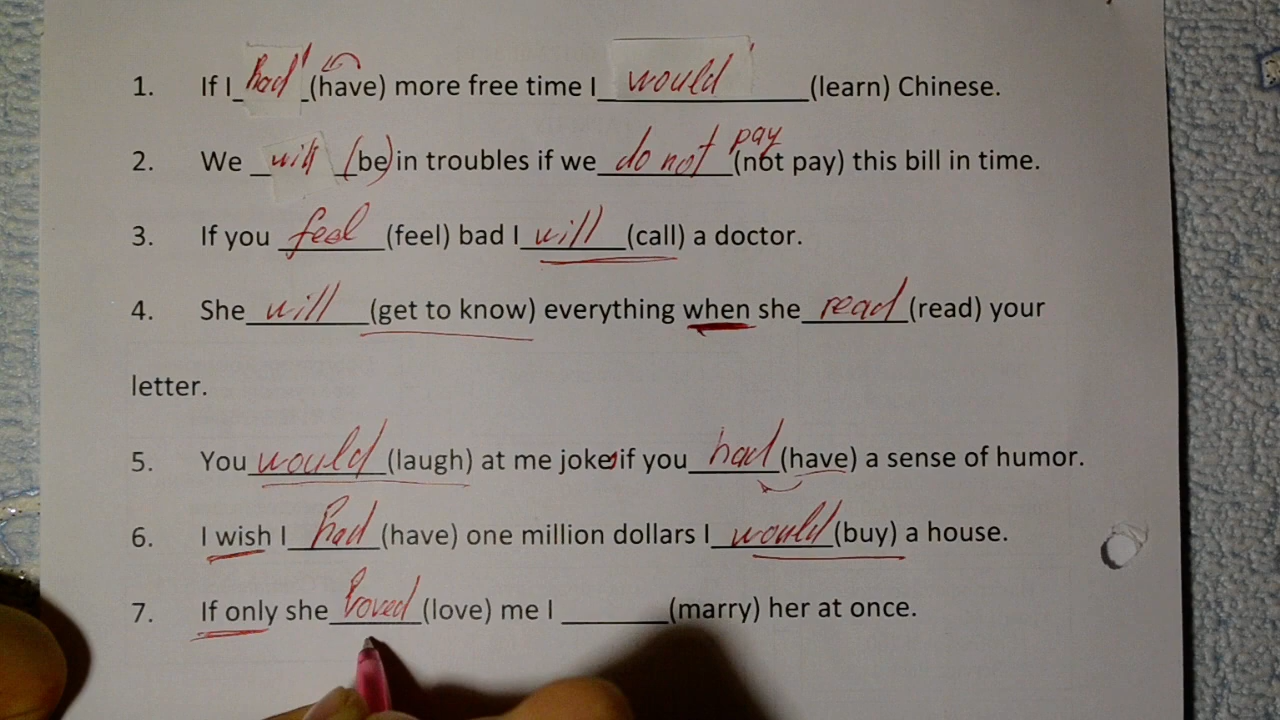 1. If I had (have) more free time I would (learn) Chinese.
2. We will (be) in troubles if we do not pay (not pay) this bill in time.
3. If you feel (feel) bad I will (call) a doctor.
4. She will (get to know) everything when she read (read) your
letter.
5. You would (laugh) at me joke if you had (have) a sense of humor.
6. I wish I had (have) one million dollars I would (buy) a house.
7. If only she loved (love) me I ______ (marry) her at once.